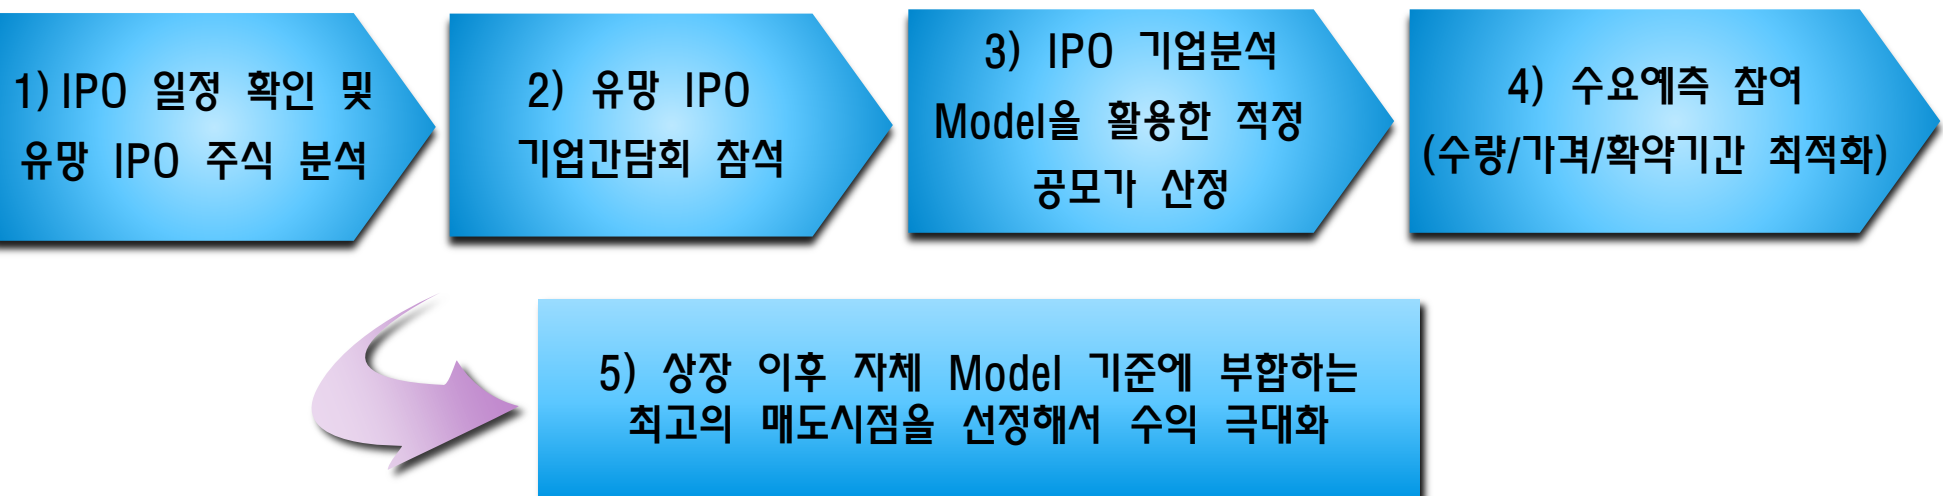 1) IPO 일정 확인 및
유망 IPO 주식 분석
2) 유망 IPO
기업간담회 참석
3) IPO 기업분석
Model을 활용한 적정
공모가 산정
4) 수요예측 참여
(수량/가격/확약기간 최적화)
5) 상장 이후 자체 Model 기준에 부합하는
최고의 매도시점을 선정해서 수익 극대화